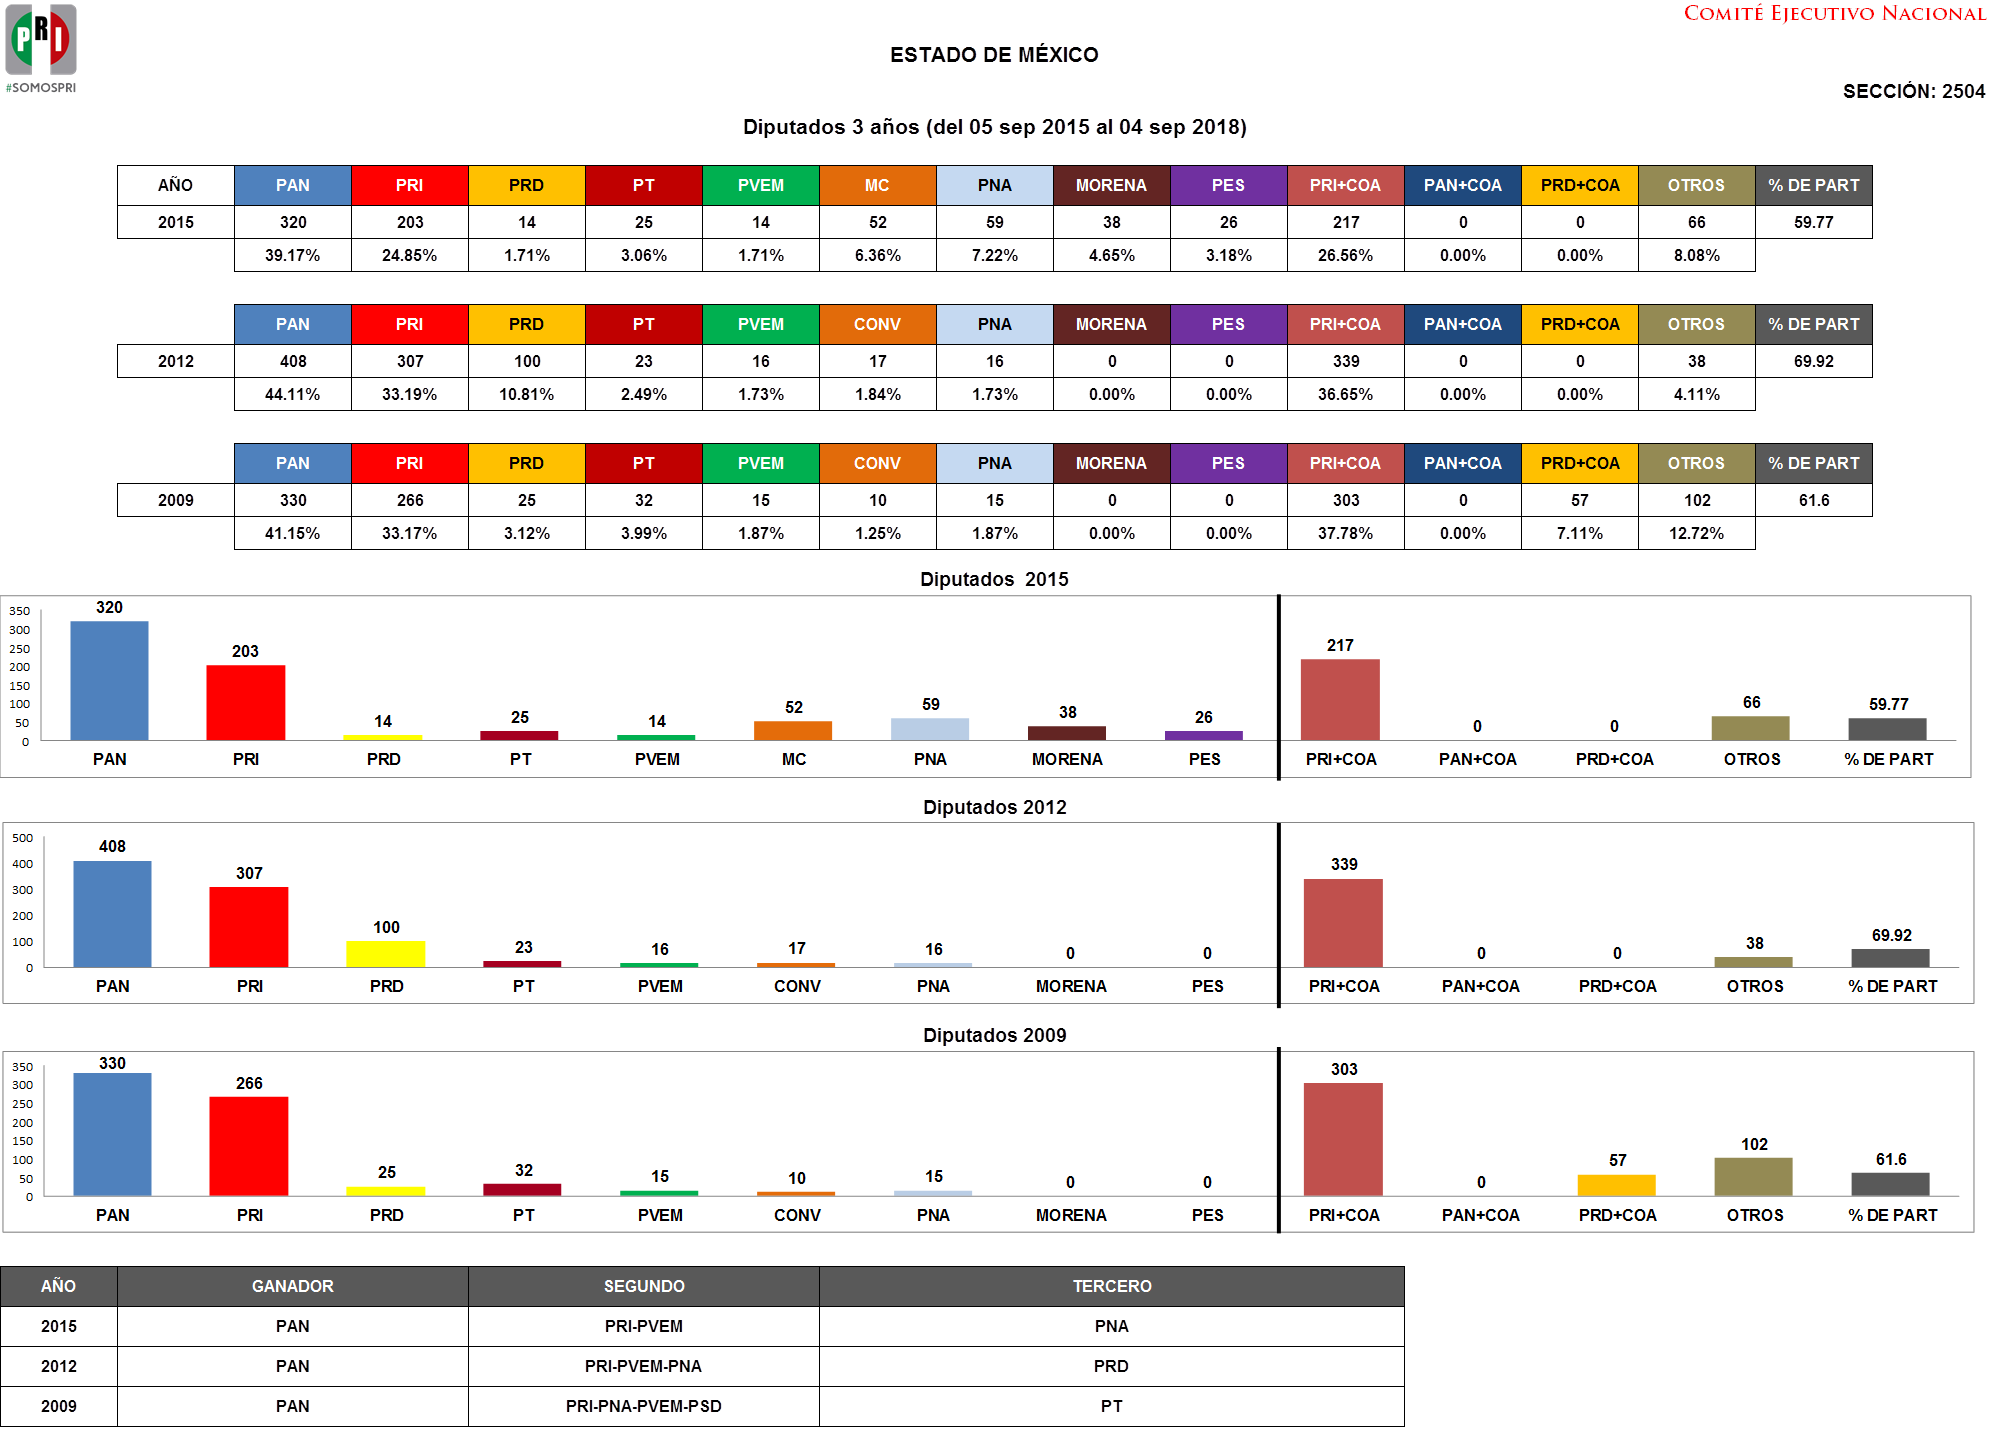 PRI
#SOMOSPRI
COMITÉ EJECUTIVO NACIONAL
ESTADO DE MÉXICO
SECCIÓN: 2504
Diputados 3 años (del 05 sep 2015 al 04 sep 2018)
AÑO PAN PRI PRD PT PVEM MC PNA MORENA PES PRI+COA PAN+COA PRD+COA OTROS % DE PART
2015 320 203 14 25 14 52 59 38 26 217 0 0 66 59.77
39.17% 24.85% 1.71% 3.06% 1.71% 6.36% 7.22% 4.65% 3.18% 26.56% 0.00% 0.00% 8.08%
PAN PRI PRD PT PVEM CONV PNA MORENA PES PRI+COA PAN+COA PRD+COA OTROS % DE PART
2012 408 307 100 23 16 17 16 0 0 339 0 0 38 69.92
44.11% 33.19% 10.81% 2.49% 1.73% 1.84% 1.73% 0.00% 0.00% 36.65% 0.00% 0.00% 4.11%
PAN PRI PRD PT PVEM CONV PNA MORENA PES PRI+COA PAN+COA PRD+COA OTROS % DE PART
2009 330 266 25 32 15 10 15 0 0 303 0 57 102 61.6
41.15% 33.17% 3.12% 3.99% 1.87% 1.25% 1.87% 0.00% 0.00% 37.78% 0.00% 7.11% 12.72%
Diputados 2015
350
300
250
200
150
100
50
0
320 203 14 25 14 52 59 38 26 217 0 0 66 59.77
PAN PRI PRD PT PVEM MC PNA MORENA PES PRI+COA PAN+COA PRD+COA OTROS % DE PART
Diputados 2012
500
400
300
200
100
0
408 307 100 23 16 17 16 0 0 339 0 0 38 69.92
PAN PRI PRD PT PVEM CONV PNA MORENA PES PRI+COA PAN+COA PRD+COA OTROS % DE PART
Diputados 2009
350
300
250
200
150
100
50
0
330 266 25 32 15 10 15 0 0 303 0 57 102 61.6
PAN PRI PRD PT PVEM CONV PNA MORENA PES PRI+COA PAN+COA PRD+COA OTROS % DE PART
AÑO GANADOR SEGUNDO TERCERO
2015 PAN PRI-PVEM PNA
2012 PAN PRI-PVEM-PNA PRD
2009 PAN PRI-PNA-PVEM-PSD PT